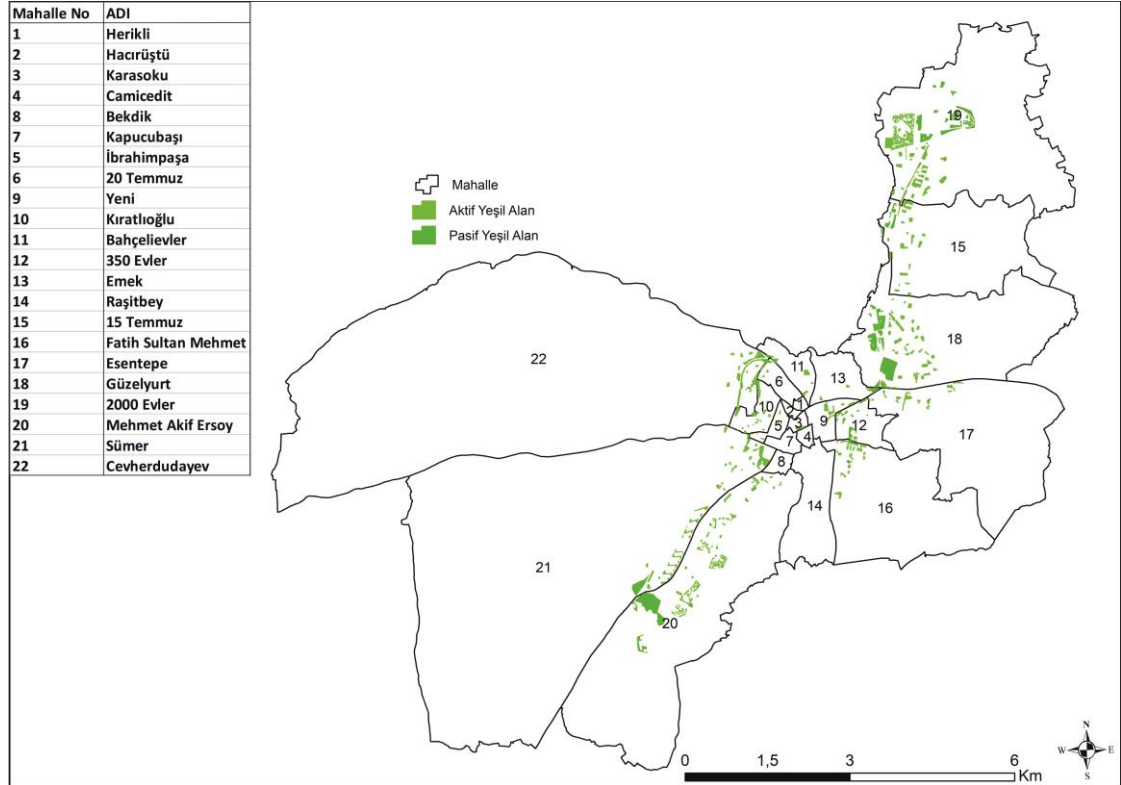 Mahalle No ADI
1 Herikli
2 Hacırüştü
3 Karasoku
4 Camicedit
8 Bekdik
7 Kapucubaşı
5 İbrahimpaşa
6 20 Temmuz
9 Yeni
10 Kıratlıoğlu
11 Bahçelievler
12 350 Evler
13 Emek
14 Raşitbey
15 15 Temmuz
16 Fatih Sultan Mehmet
17 Esentepe
18 Güzelyurt
19 2000 Evler
20 Mehmet Akif Ersoy
21 Sümer
22 Cevherdudayev
Mahalle
Aktif Yeşil Alan
Pasif Yeşil Alan
19
15
18
22
11
13
6
10
1
3
5
9
12
4
7
17
8
14
16
21
20
N
W E
S
0 1,5 3 6
Km